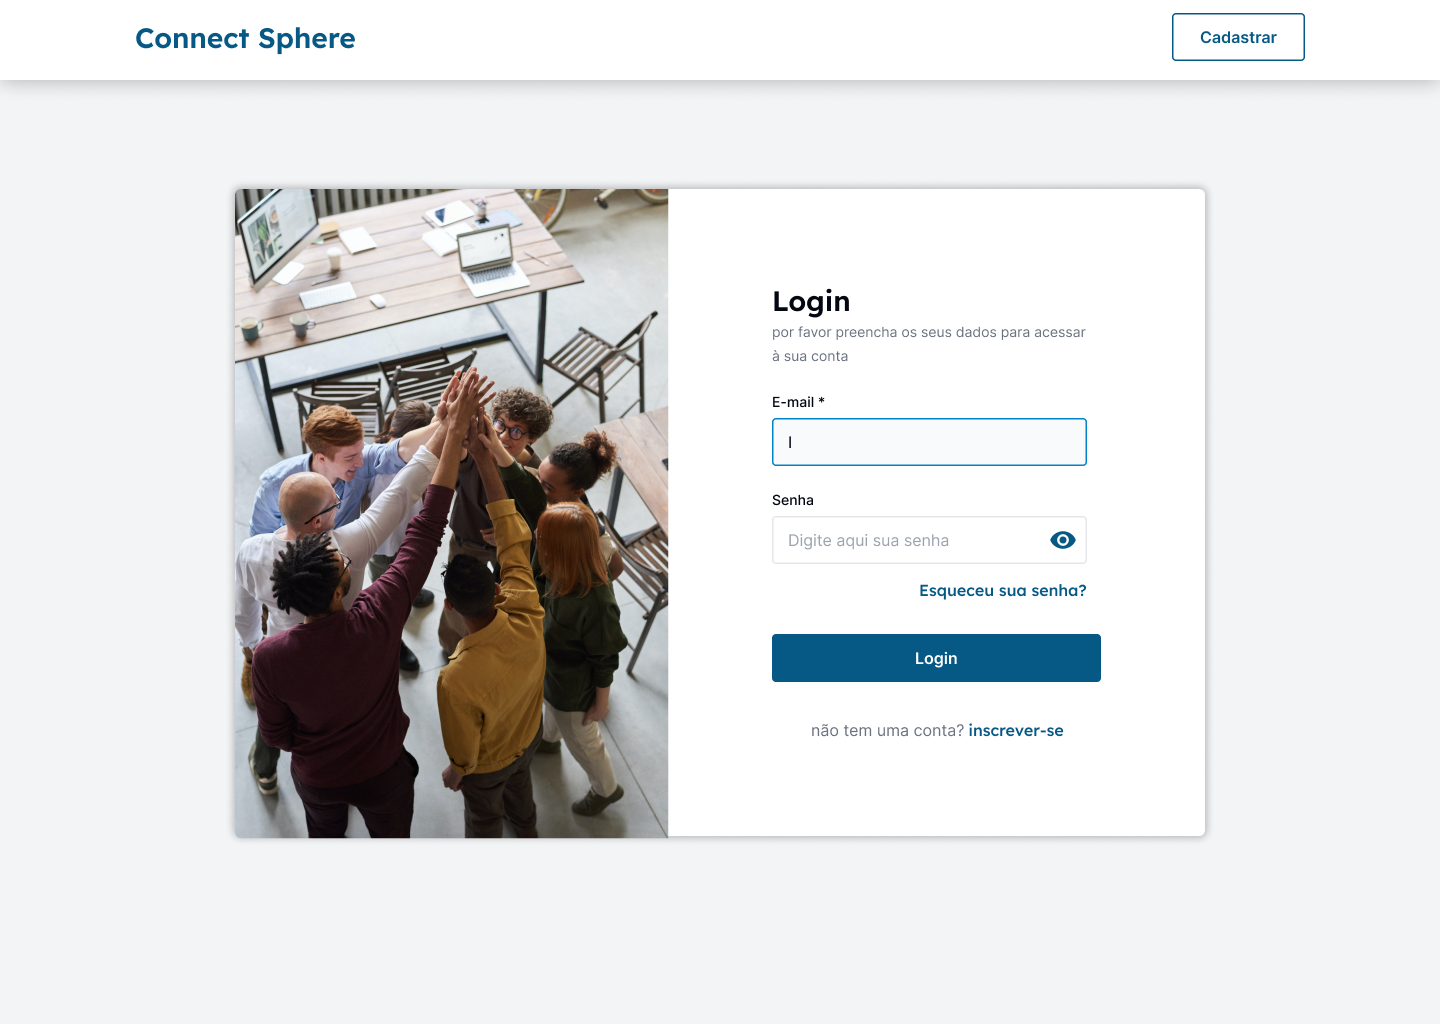 Connect Sphere
Cadastrar
Login
por favor preencha os seus dados para acessar
à sua conta
E-mail *
Senha
Digite aqui sua senha
Esqueceu sua senha?
Login
não tem uma conta? inscrever-se